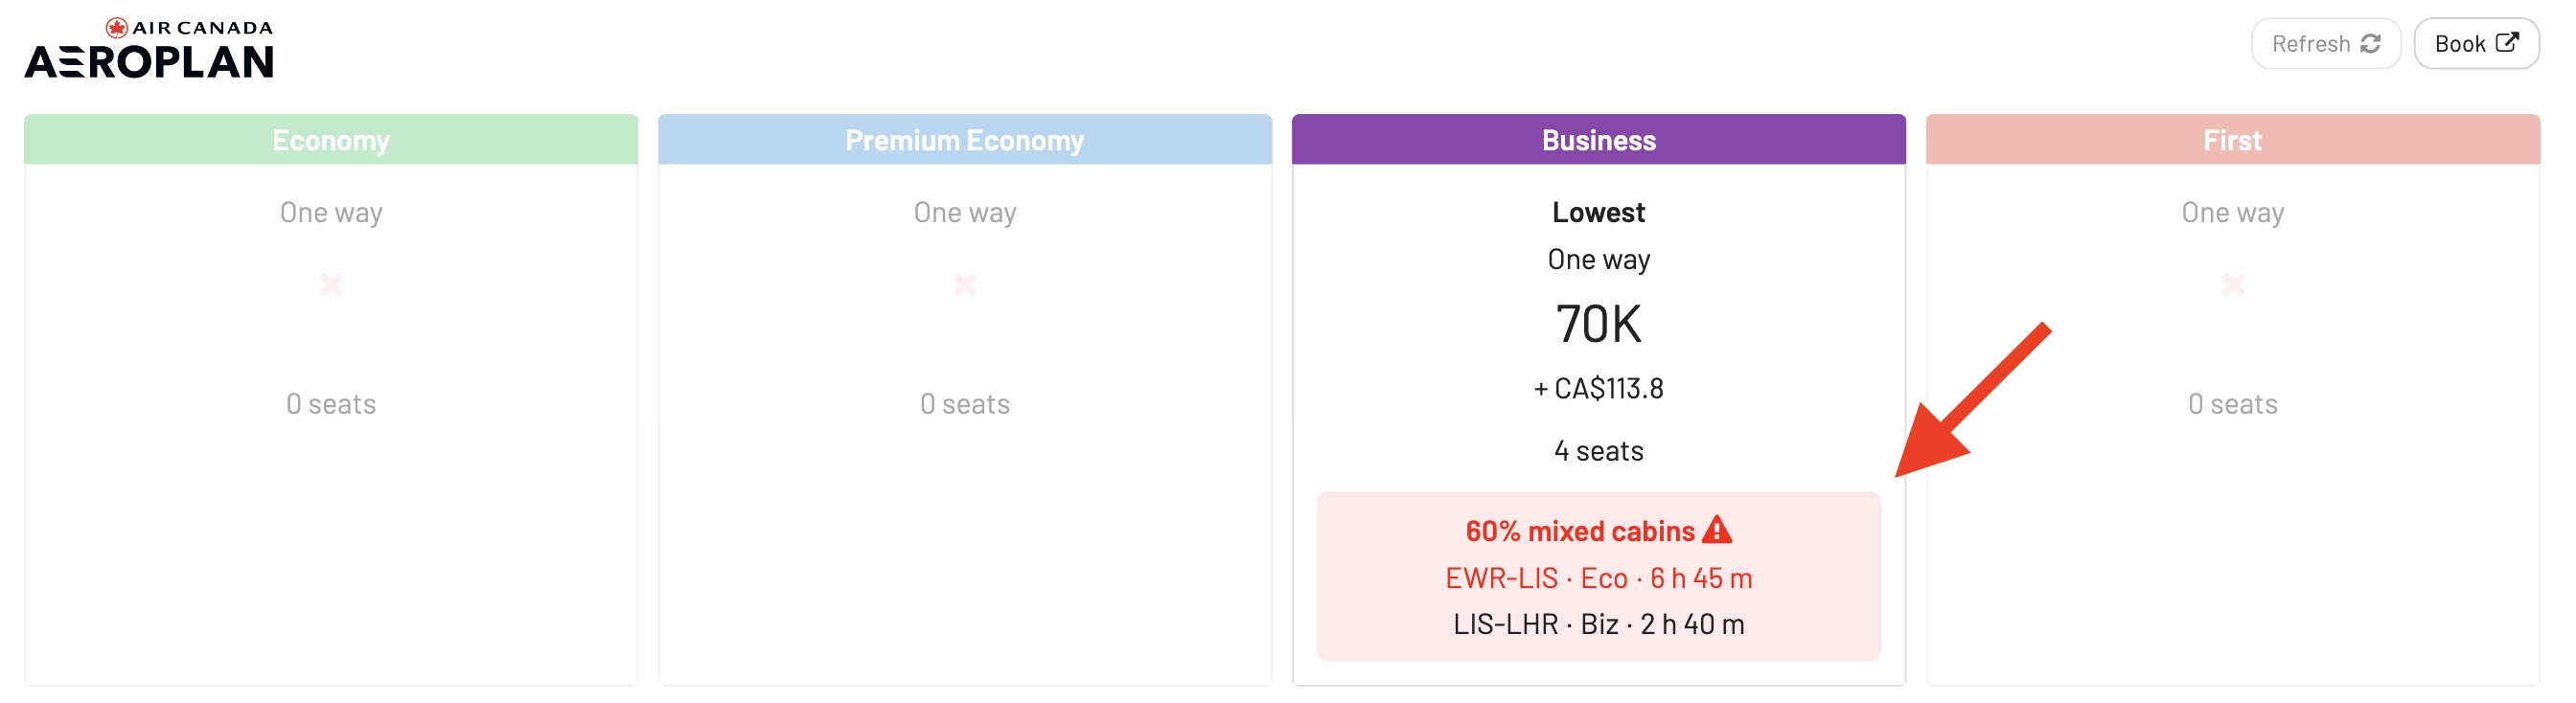 AIR CANADA
AEROPLAN
Refresh
Book
Economy
One way
0 seats
Premium Economy
One way
0 seats
Business
Lowest
One way
70K
+ CA$113.8
4 seats
60% mixed cabins
EWR-LIS · Eco · 6 h 45 m
LIS-LHR · Biz · 2 h 40 m
First
One way
0 seats